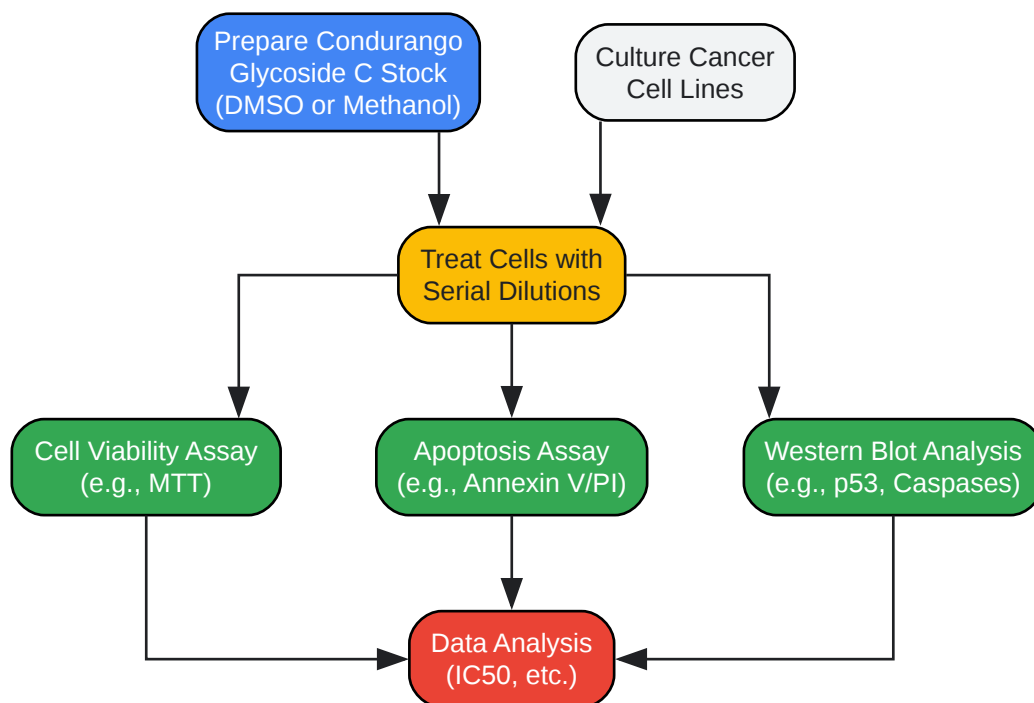 Prepare Condurango
Glycoside C Stock
(DMSO or Methanol)
Culture Cancer
Cell Lines
Treat Cells with
Serial Dilutions
Cell Viability Assay
(e.g., MTT)
Apoptosis Assay
(e.g., Annexin V/PI)
Western Blot Analysis
(e.g., p53, Caspases)
Data Analysis
(IC50, etc.)